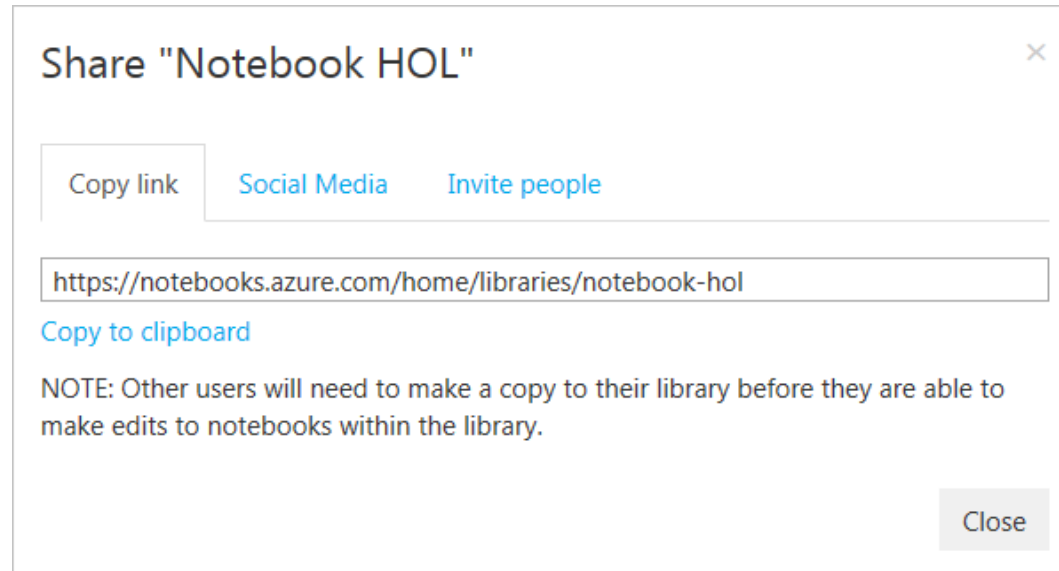 Share "Notebook HOL"
×
Copy link Social Media Invite people
https://notebooks.azure.com/home/libraries/notebook-hol
Copy to clipboard
NOTE: Other users will need to make a copy to their library before they are able to
make edits to notebooks within the library.
Close